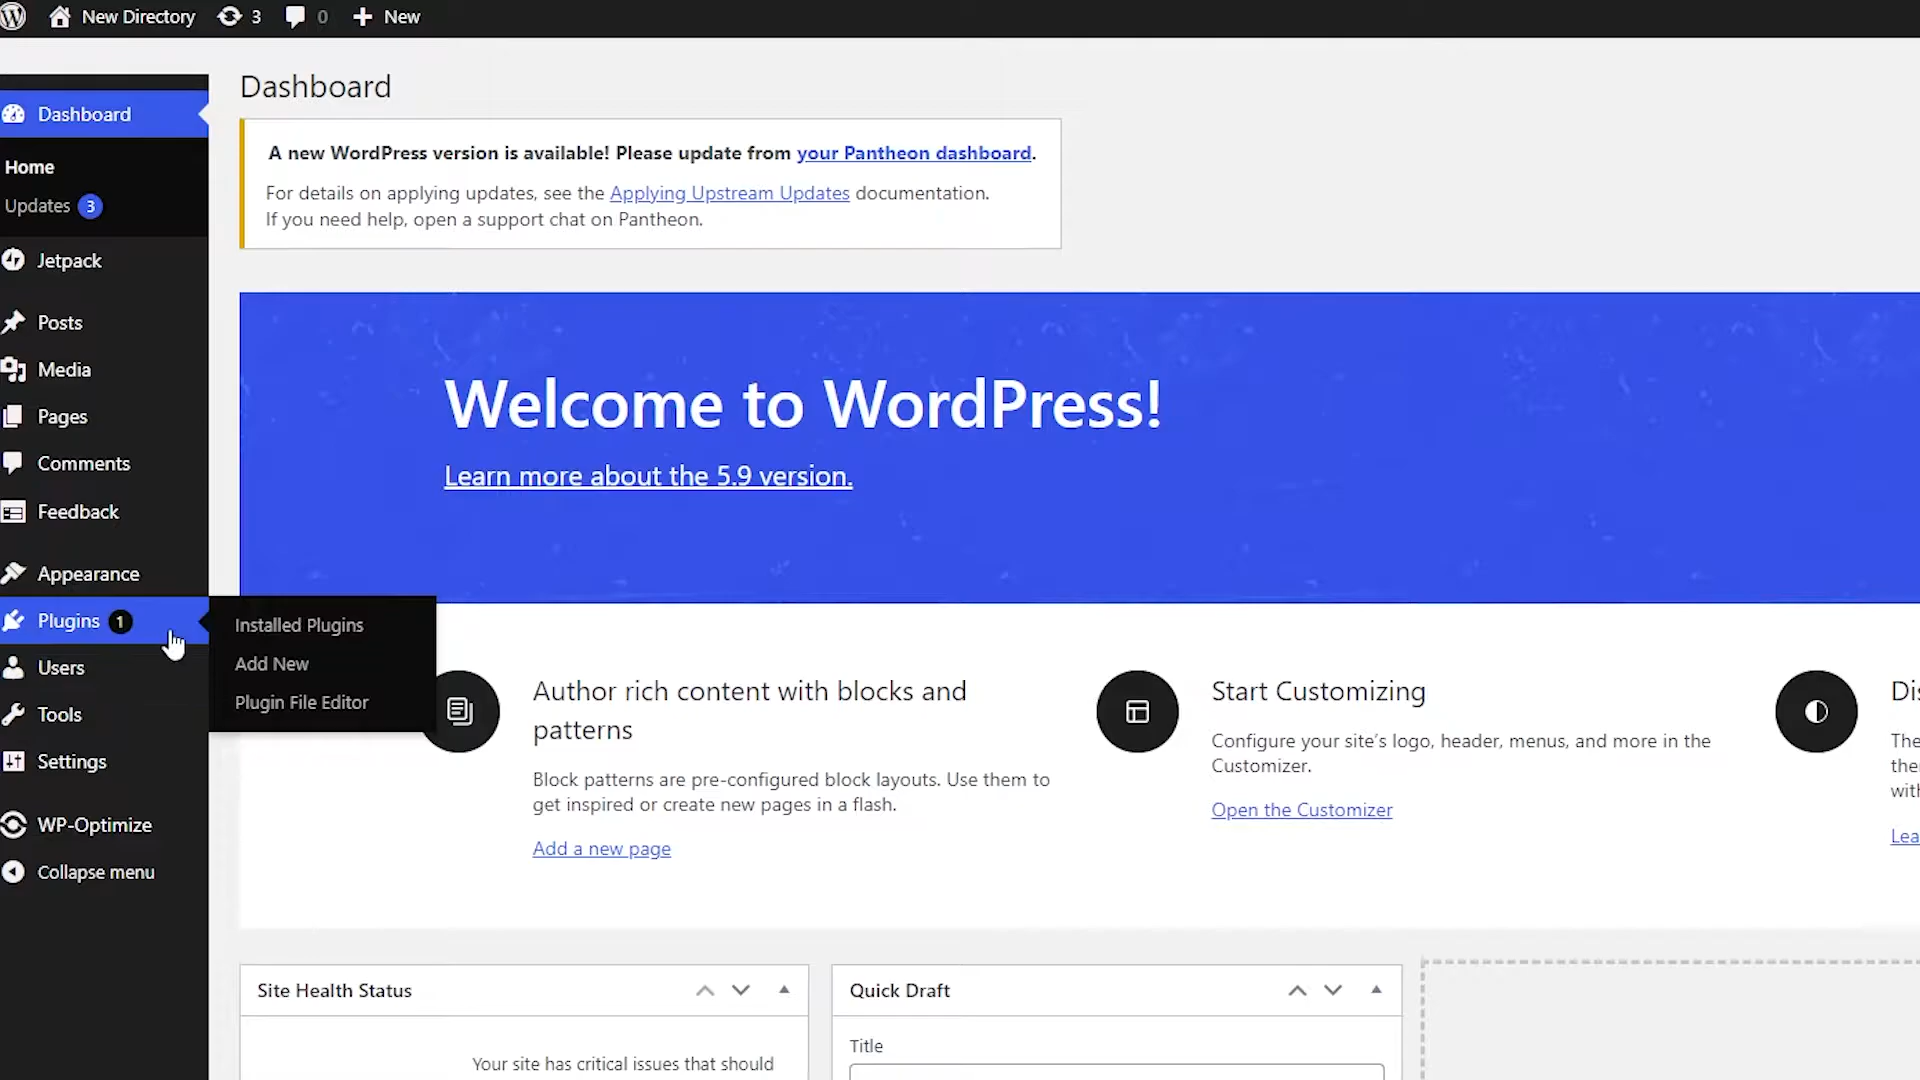 New Directory 3 0 New
Dashboard
Home
Updates 3
Jetpack
Posts
Media
Pages
Comments
Feedback
Appearance
Plugins 1
Users
Tools
Settings
WP-Optimize
Collapse menu
Installed Plugins
Add New
Plugin File Editor
Dashboard
A new WordPress version is available! Please update from your Pantheon dashboard.
For details on applying updates, see the Applying Upstream Updates documentation.
If you need help, open a support chat on Pantheon.
Welcome to WordPress!
Learn more about the 5.9 version.
Author rich content with blocks and
patterns
Block patterns are pre-configured block layouts. Use them to
get inspired or create new pages in a flash.
Add a new page
Start Customizing
Configure your site's logo, header, menus, and more in the
Customizer.
Open the Customizer
Site Health Status
Your site has critical issues that should
Quick Draft
Title